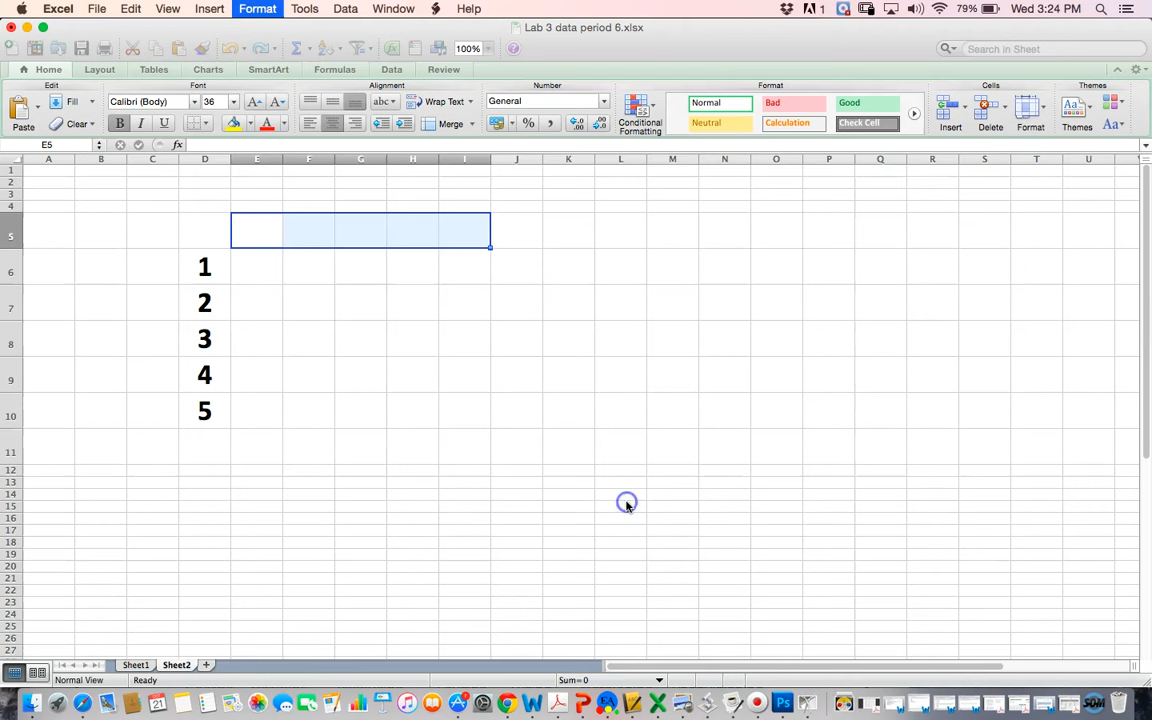 Excel File Edit View Insert Format Tools Data Window Help 1 79% Wed 3:24 PM
Lab 3 data period 6.xlsx
100% Search in Sheet
Home Layout Tables Charts SmartArt Formulas Data Review
Edit Font Alignment Number Format Cells Themes
Fill Calibri (Body) 36 A A abc Wrap Text General Normal Bad Good
Paste Clear B I U A Merge % , Conditional Formatting Neutral Calculation Check Cell Insert Delete Format Themes Aa
E5 fx
A B C D E F G H I J K L M N O P Q R S T U
1
2
3
4
5
6 1
7 2
8 3
9 4
10 5
11
12
13
14
15
16
17
18
19
20
21
22
23
24
25
26
27
Sheet1 Sheet2
Normal View Ready Sum=0